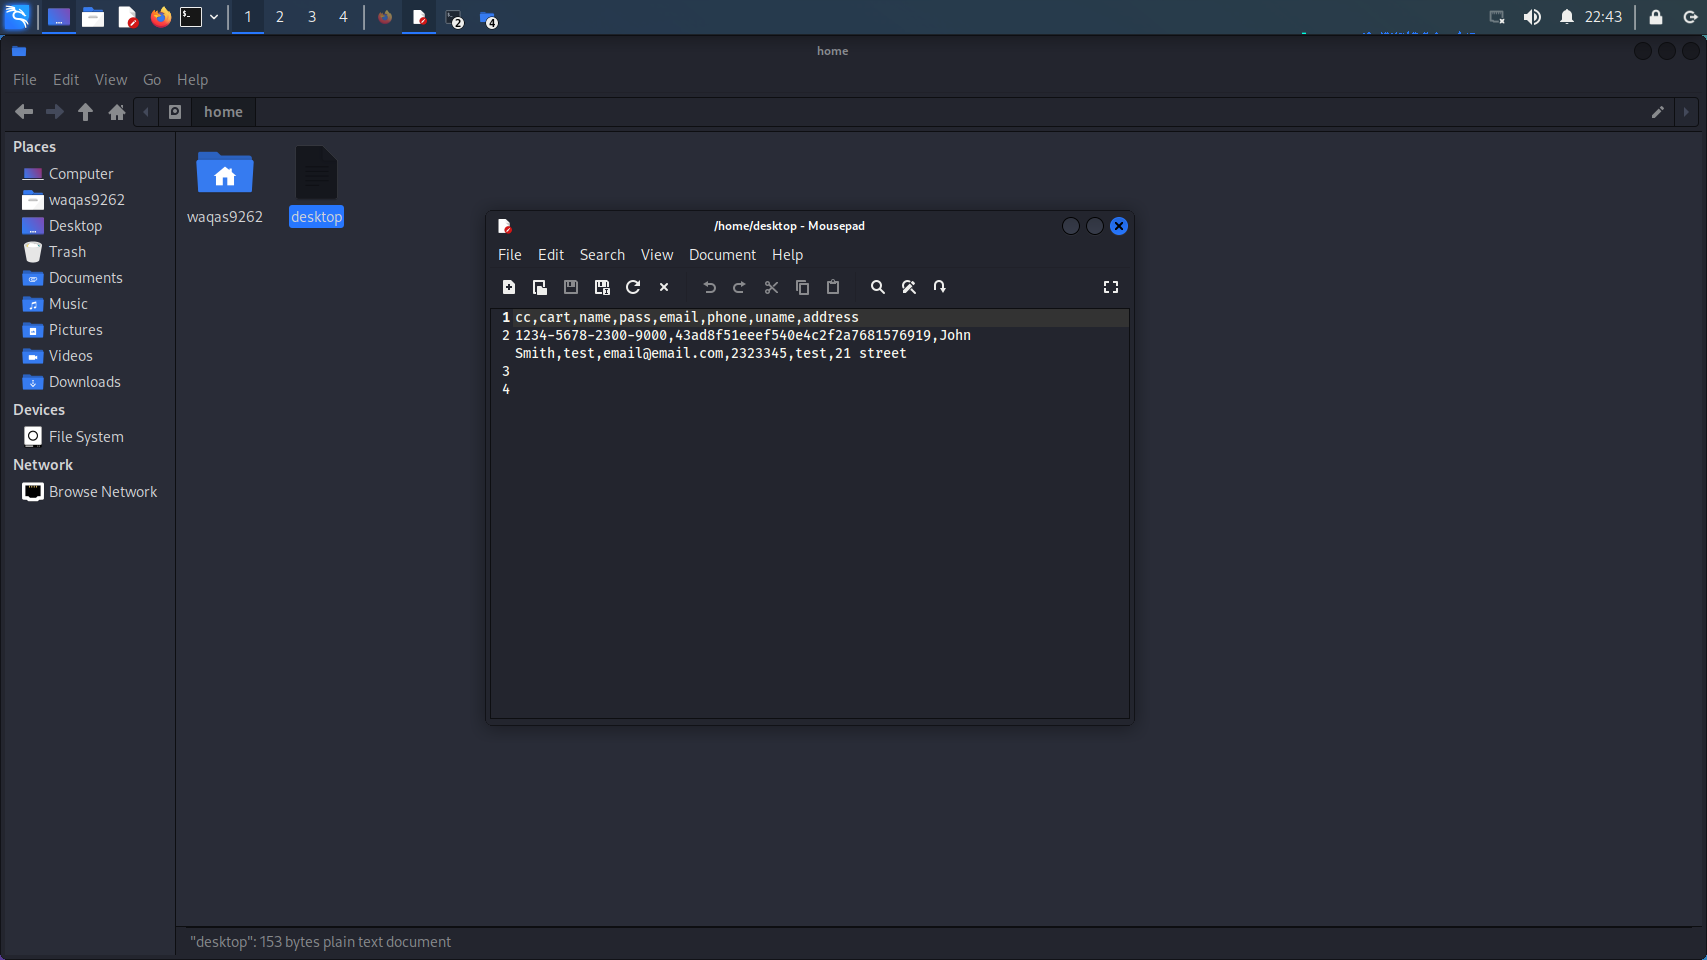 1 2 3 4 2 4 22:43
home
File Edit View Go Help
home
Places
Computer
waqas9262
Desktop
Trash
Documents
Music
Pictures
Videos
Downloads
Devices
File System
Network
Browse Network
waqas9262 desktop
/home/desktop - Mousepad
File Edit Search View Document Help
1 cc,cart,name,pass,email,phone,uname,address
2 1234-5678-2300-9000,43ad8f51eeef540e4c2f2a7681576919,John
Smith,test,email@email.com,2323345,test,21 street
3
4
"desktop": 153 bytes plain text document